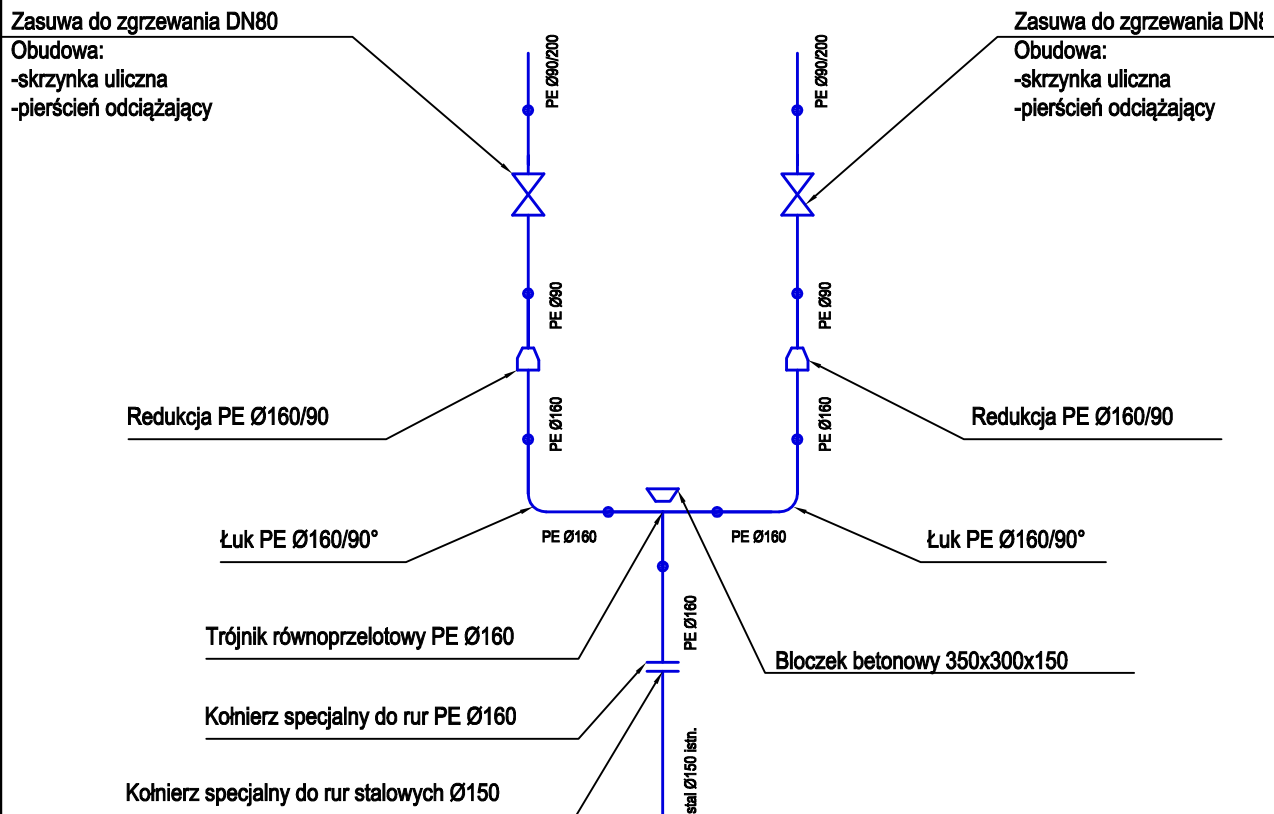 Zasuwa do zgrzewania DN80
Obudowa:
-skrzynka uliczna
-pierścień odciążający
Zasuwa do zgrzewania
Obudowa:
-skrzynka uliczna
-pierścień odciążający
PE Ø90/200
PE Ø90/200
PE Ø90
PE Ø90
Redukcja PE Ø160/90
PE Ø160
PE Ø160
Redukcja PE Ø160/90
Łuk PE Ø160/90°
PE Ø160
PE Ø160
Łuk PE Ø160/90°
Trójnik równoprzelotowy PE Ø160
PE Ø160
Bloczek betonowy 350x300x150
Kołnierz specjalny do rur PE Ø160
Kołnierz specjalny do rur stalowych Ø150
stal Ø150 istn.